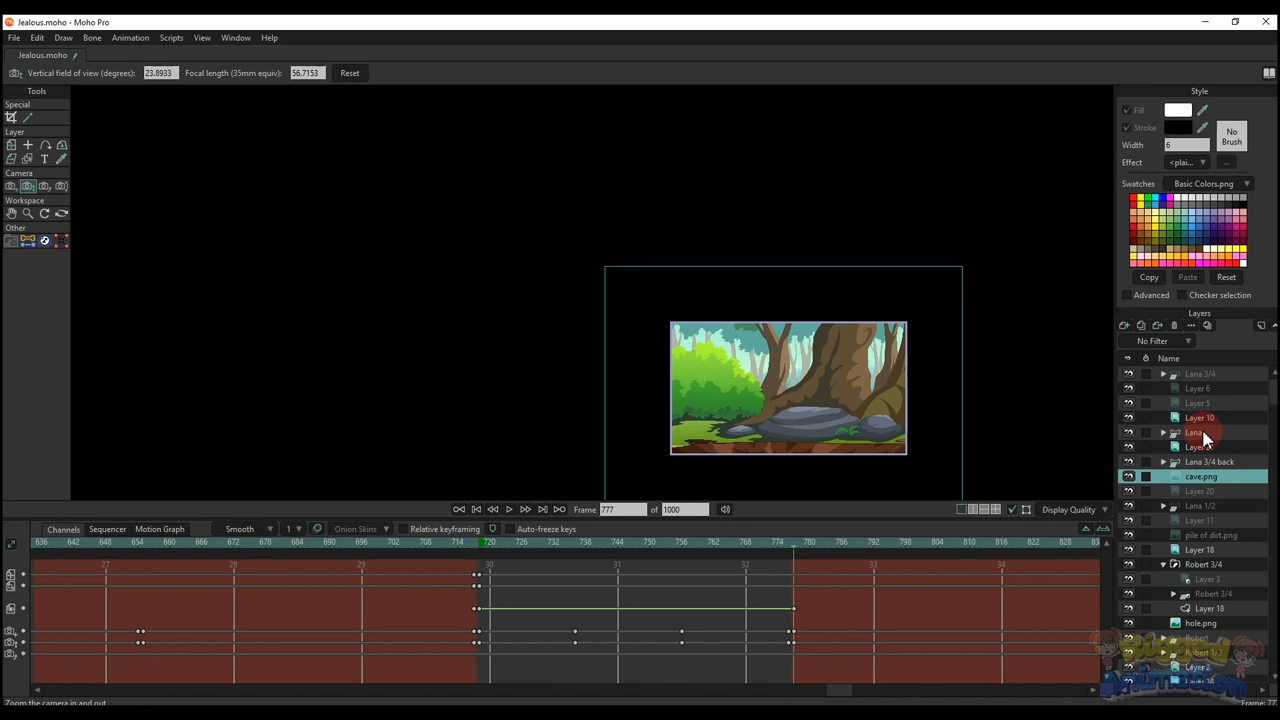 Jealous.moho - Moho Pro
File Edit Draw Bone Animation Scripts View Window Help
Jealous.moho
Vertical field of view (degrees): 23.8933 Focal length (35mm equiv): 56.7153 Reset
Tools
Special
Layer
Camera
Workspace
Other
Style
Fill
Stroke
No Brush
Width 6
Effect <plai... ...
Swatches Basic Colors.png
Copy Paste Reset
Advanced Checker selection
Layers
No Filter
Name
Lana 3/4
Layer 6
Layer 5
Layer 10
Lana
Lana 3/4 back
cave.png
Layer 20
Lana 1/2
Layer 11
pile of dirt.png
Layer 18
Robert 3/4
Layer 3
Robert 3/4
Layer 18
hole.png
Robert
Robert 1/2
Layer 2
Frame 777 of 1000 Display Quality
Channels Sequencer Motion Graph Smooth 1 Onion Skins Relative keyframing Auto-freeze keys
636 642 648 654 660 666 672 678 684 690 696 702 708 714 720 726 732 738 744 750 756 762 768 774 780 786 792 798 804 810 816 822 828
27 28 29 30 31 32 33 34
Zoom the camera in and out
Animation